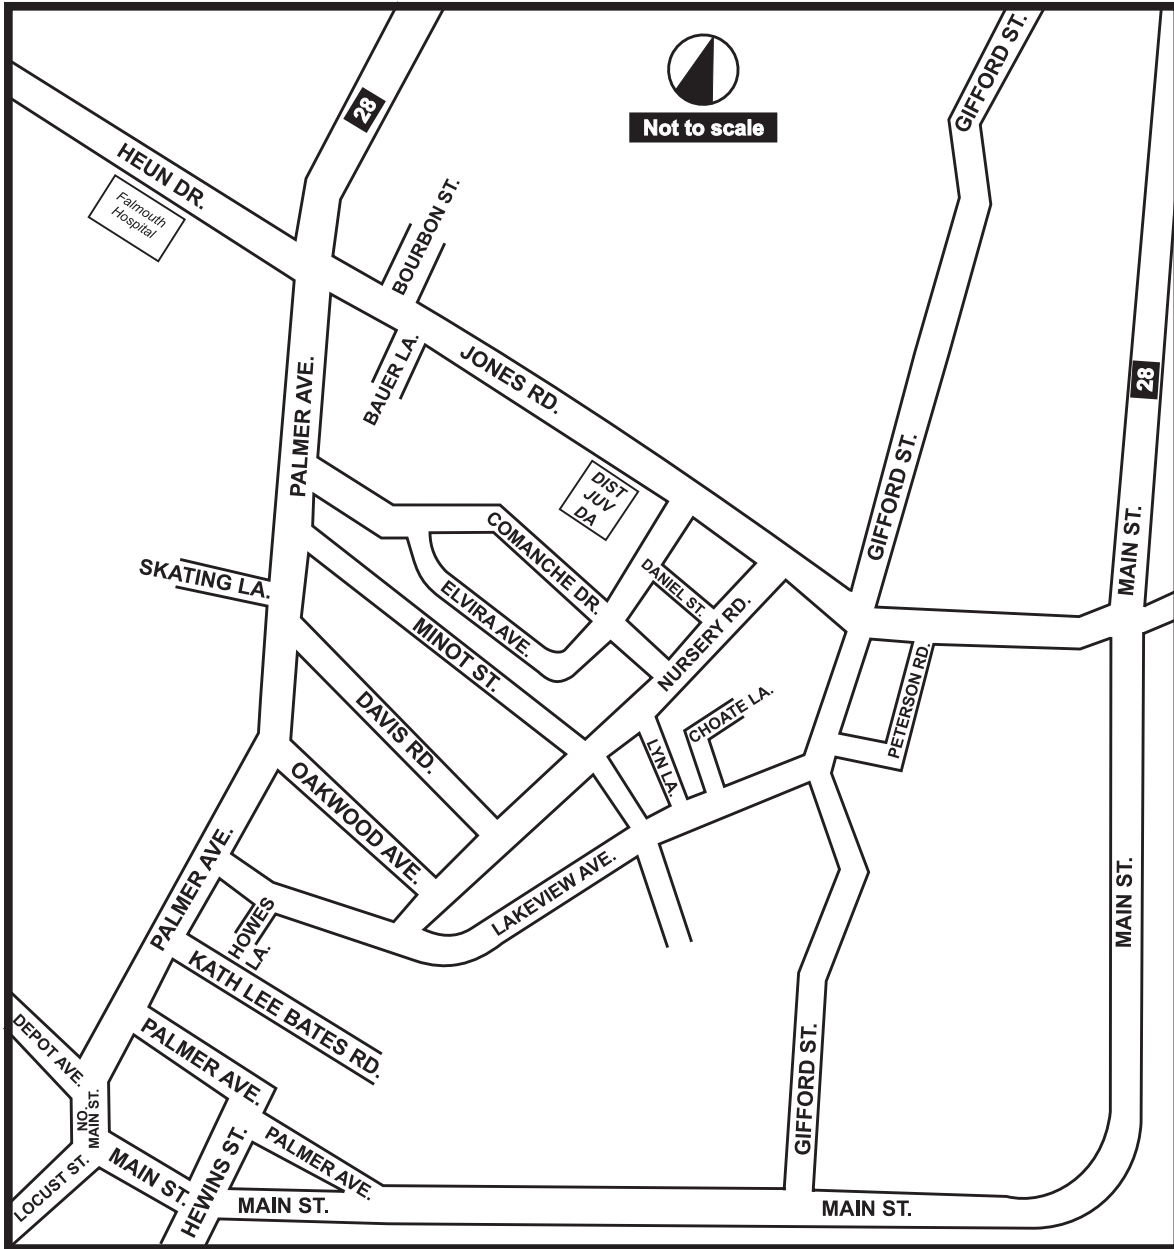 GIFFORD ST.
28
Not to scale
HEUN DR.
Falmouth
Hospital
BOURBON ST.
BAUER LA.
JONES RD.
PALMER AVE.
28
GIFFORD ST.
DIST
JUV
DA
COMANCHE DR.
MAIN ST.
SKATING LA.
DANIEL ST.
ELVIRA AVE.
NURSERY RD.
MINOT ST.
PETERSON RD.
CHOATE LA.
DAVIS RD.
LYN LA.
OAKWOOD AVE.
PALMER AVE.
LAKEVIEW AVE.
MAIN ST.
HOWES
LA.
KATH LEE BATES RD.
DEPOT AVE.
PALMER AVE.
NO.
MAIN ST.
GIFFORD ST.
PALMER AVE.
LOCUST ST.
MAIN ST.
HEWINS ST.
MAIN ST.
MAIN ST.